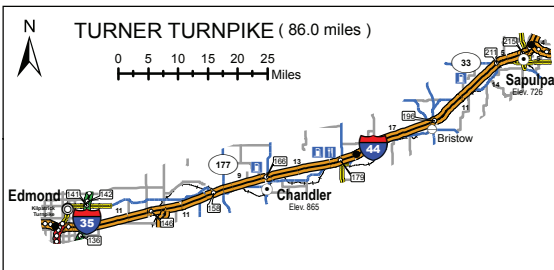 TURNER TURNPIKE ( 86.0 miles )
N
0 5 10 15 20 25
Miles
215
211
33
Sapulpa
Elev. 726
14
11
196
17
Bristow
44
177
166
13
9
179
Chandler
Elev. 865
158
Edmond
141
142
Kilpatrick
Turnpike
11
35
146
136